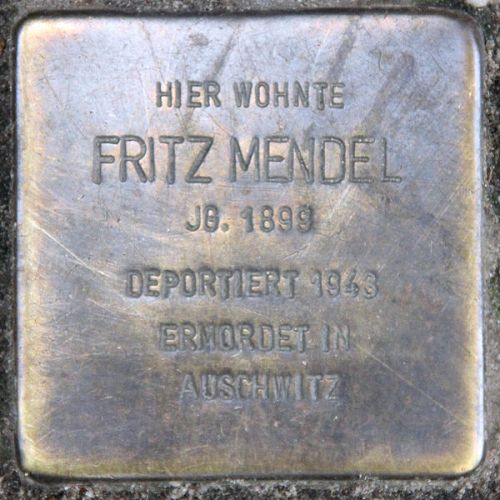 HIER WOHNTE
FRITZ MENDEL
JG. 1899
DEPORTIERT 1943
ERMORDET IN
AUSCHWITZ